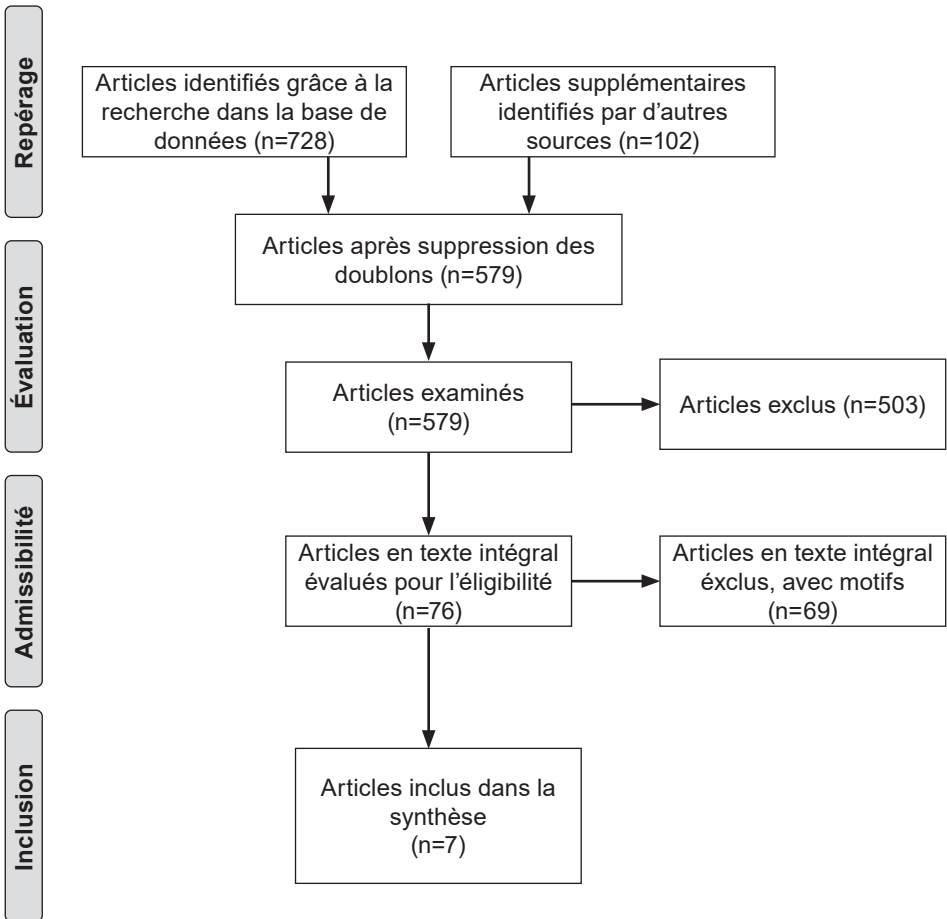 Repérage
Articles identifiés grâce à la
recherche dans la base de
données (n=728)
Articles supplémentaires
identifiés par d'autres
sources (n=102)
Évaluation
Articles après suppression des
doublons (n=579)
Articles examinés
(n=579)
Articles exclus (n=503)
Admissibilité
Articles en texte intégral
évalués pour l'éligibilité
(n=76)
Articles en texte intégral
éxclus, avec motifs
(n=69)
Inclusion
Articles inclus dans la
synthèse
(n=7)